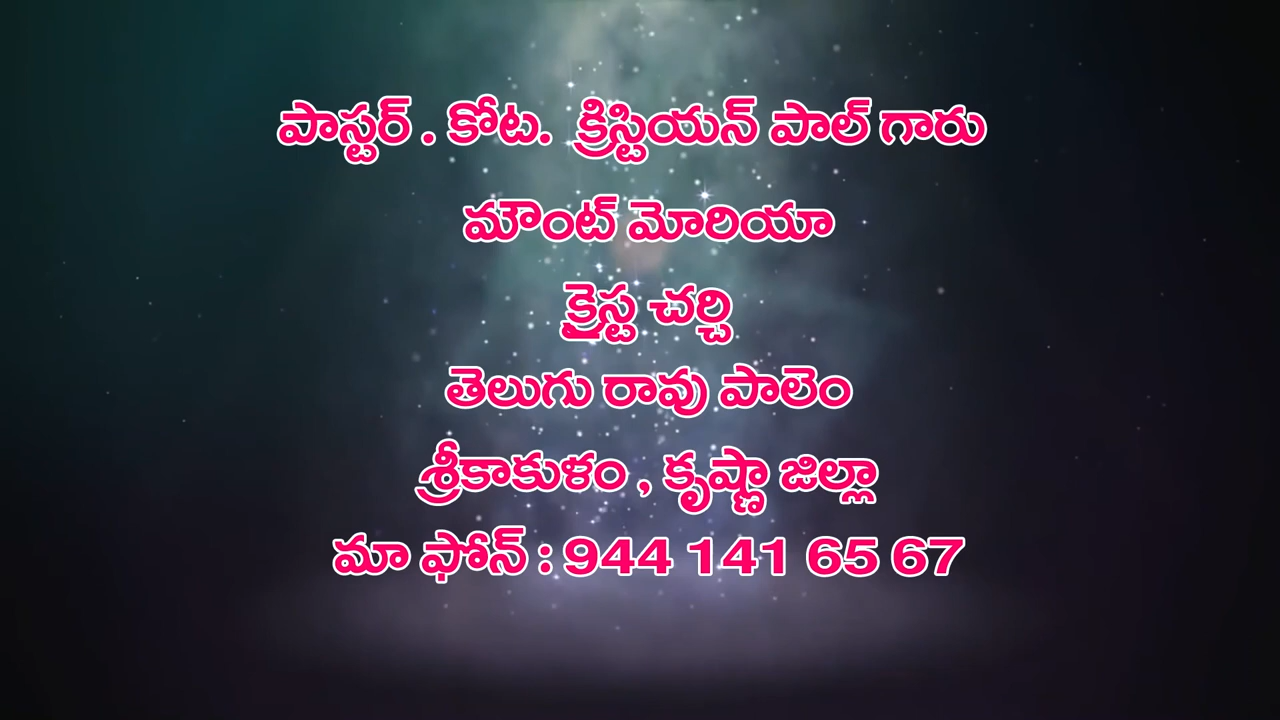 పాస్టర్ . కోట. క్రిస్టియన్ పాల్ గారు
మౌంట్ మోరియా
క్రైస్ట చర్చి
తెలుగు రావు పాలెం
శ్రీకాకుళం , కృష్ణా జిల్లా
మా ఫోన్ : 944 141 65 67